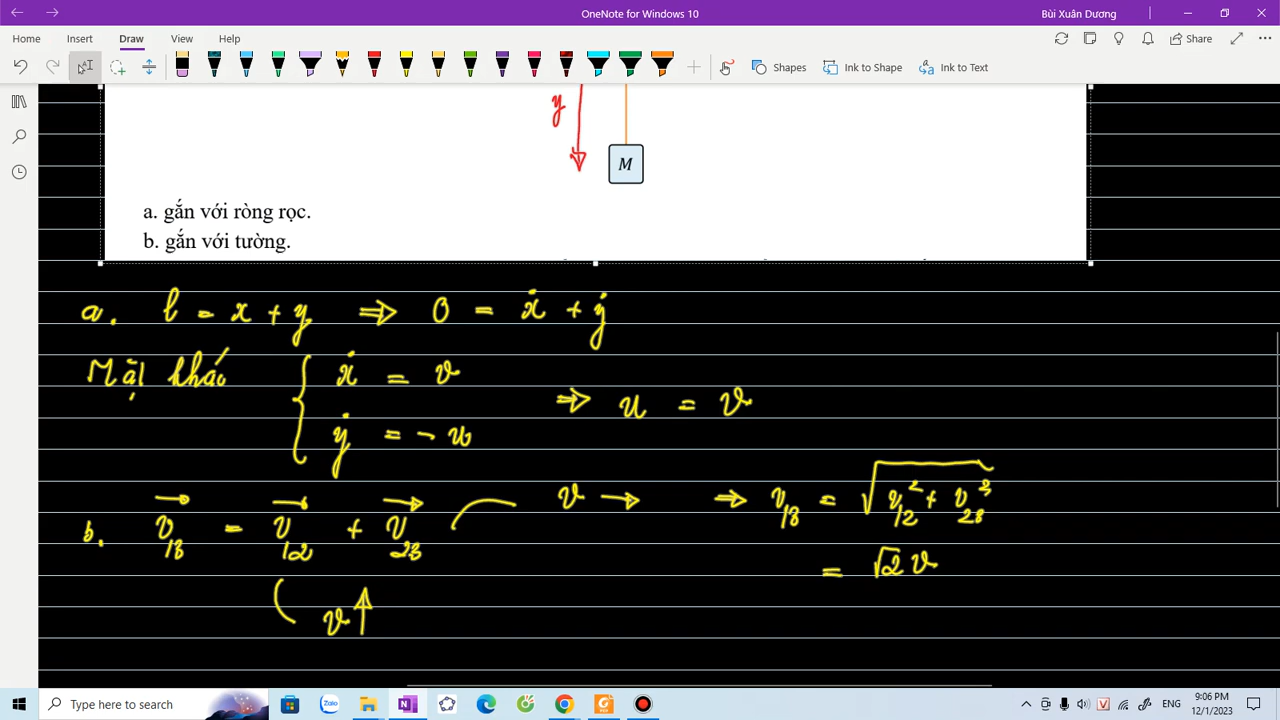 OneNote for Windows 10
Bùi Xuân Dương
Home Insert Draw View Help
Share
Shapes Ink to Shape Ink to Text
y
M
a. gắn với ròng rọc.
b. gắn với tường.
a. l = x + y ⇒ 0 = ẋ + ẏ
Mặt khác { ẋ = v
ẏ = - u
⇒ u = v
b. v⃗₁₃ = v⃗₁₂ + v⃗₂₃ v → ⇒ v₁₃ = √(v₁₂² + v₂₃²)
= √2 v
v ↑
Type here to search
Zalo
V
ENG
9:06 PM
12/1/2023